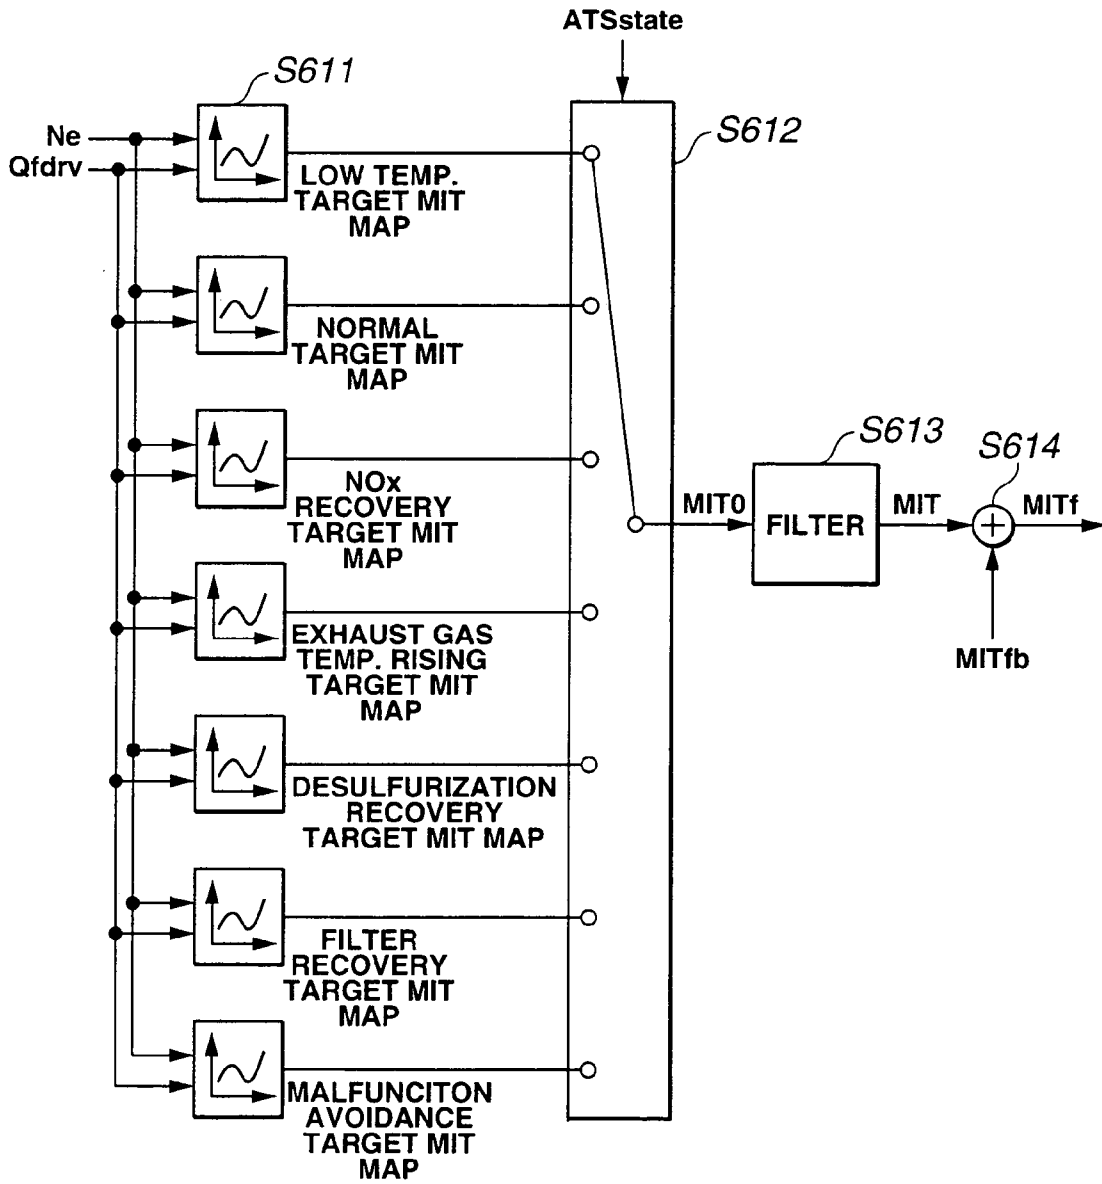 ATSstate
S611
S612
Ne
Qfdrv
LOW TEMP.
TARGET MIT
MAP
NORMAL
TARGET MIT
MAP
NOx
RECOVERY
TARGET MIT
MAP
EXHAUST GAS
TEMP. RISING
TARGET MIT
MAP
DESULFURIZATION
RECOVERY
TARGET MIT MAP
FILTER
RECOVERY
TARGET MIT
MAP
MALFUNCITON
AVOIDANCE
TARGET MIT
MAP
MIT0
S613
FILTER
MIT
S614
+
MITf
MITfb